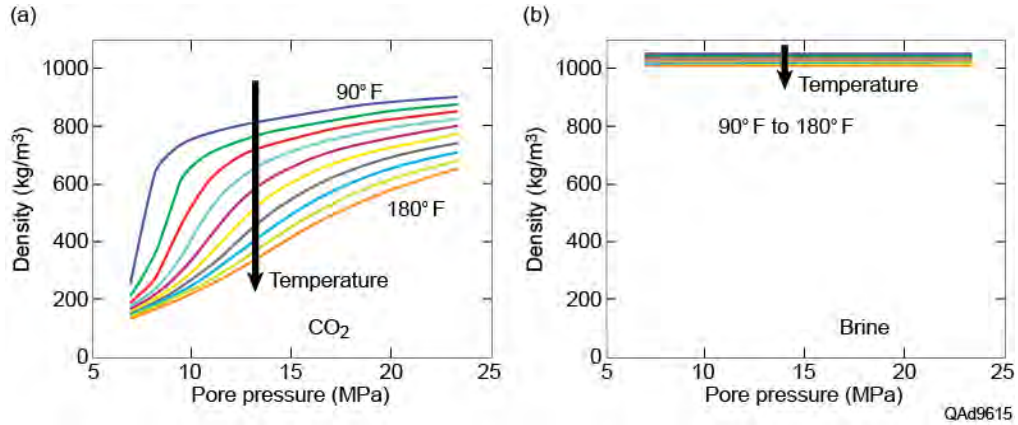 (a)
1000
800
600
400
200
0
Density (kg/m³)
90° F
180° F
Temperature
CO₂
5
10
15
20
25
Pore pressure (MPa)
(b)
1000
800
600
400
200
0
Density (kg/m³)
Temperature
90° F to 180° F
Brine
5
10
15
20
25
Pore pressure (MPa)
QAd9615